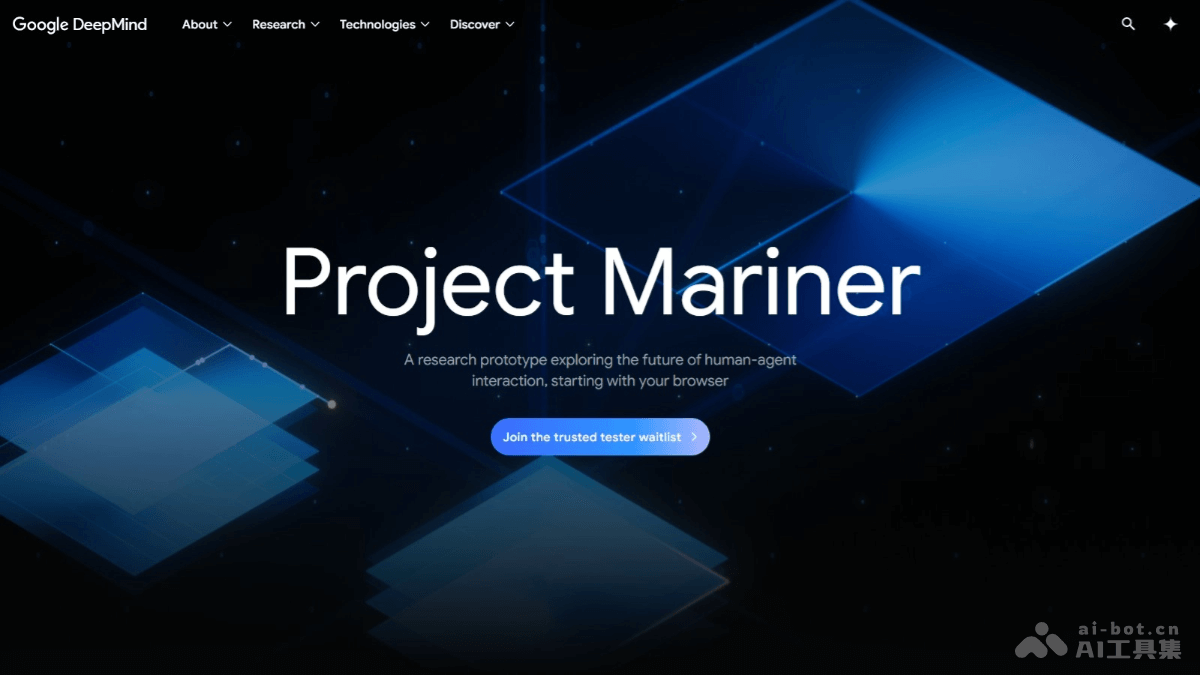 Google DeepMind About Research Technologies Discover
Project Mariner
A research prototype exploring the future of human-agent
interaction, starting with your browser
Join the trusted tester waitlist
ai-bot.cn
AI工具集